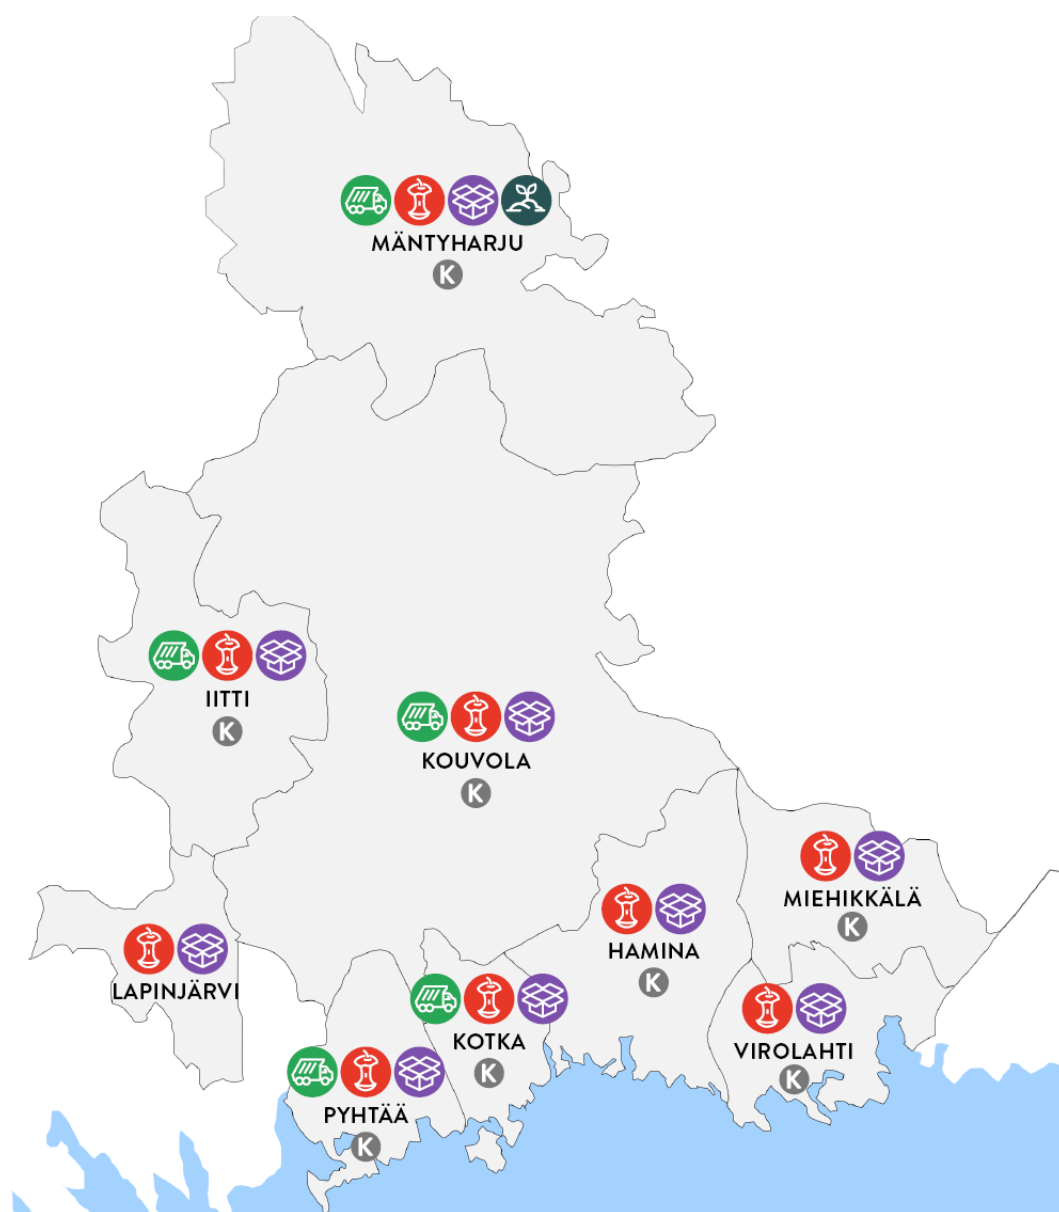 MÄNTYHARJU
K
IITTI
K
KOUVOLA
K
MIEHIKKÄLÄ
K
HAMINA
K
LAPINJÄRVI
KOTKA
K
VIROLAHTI
K
PYHTÄÄ
K